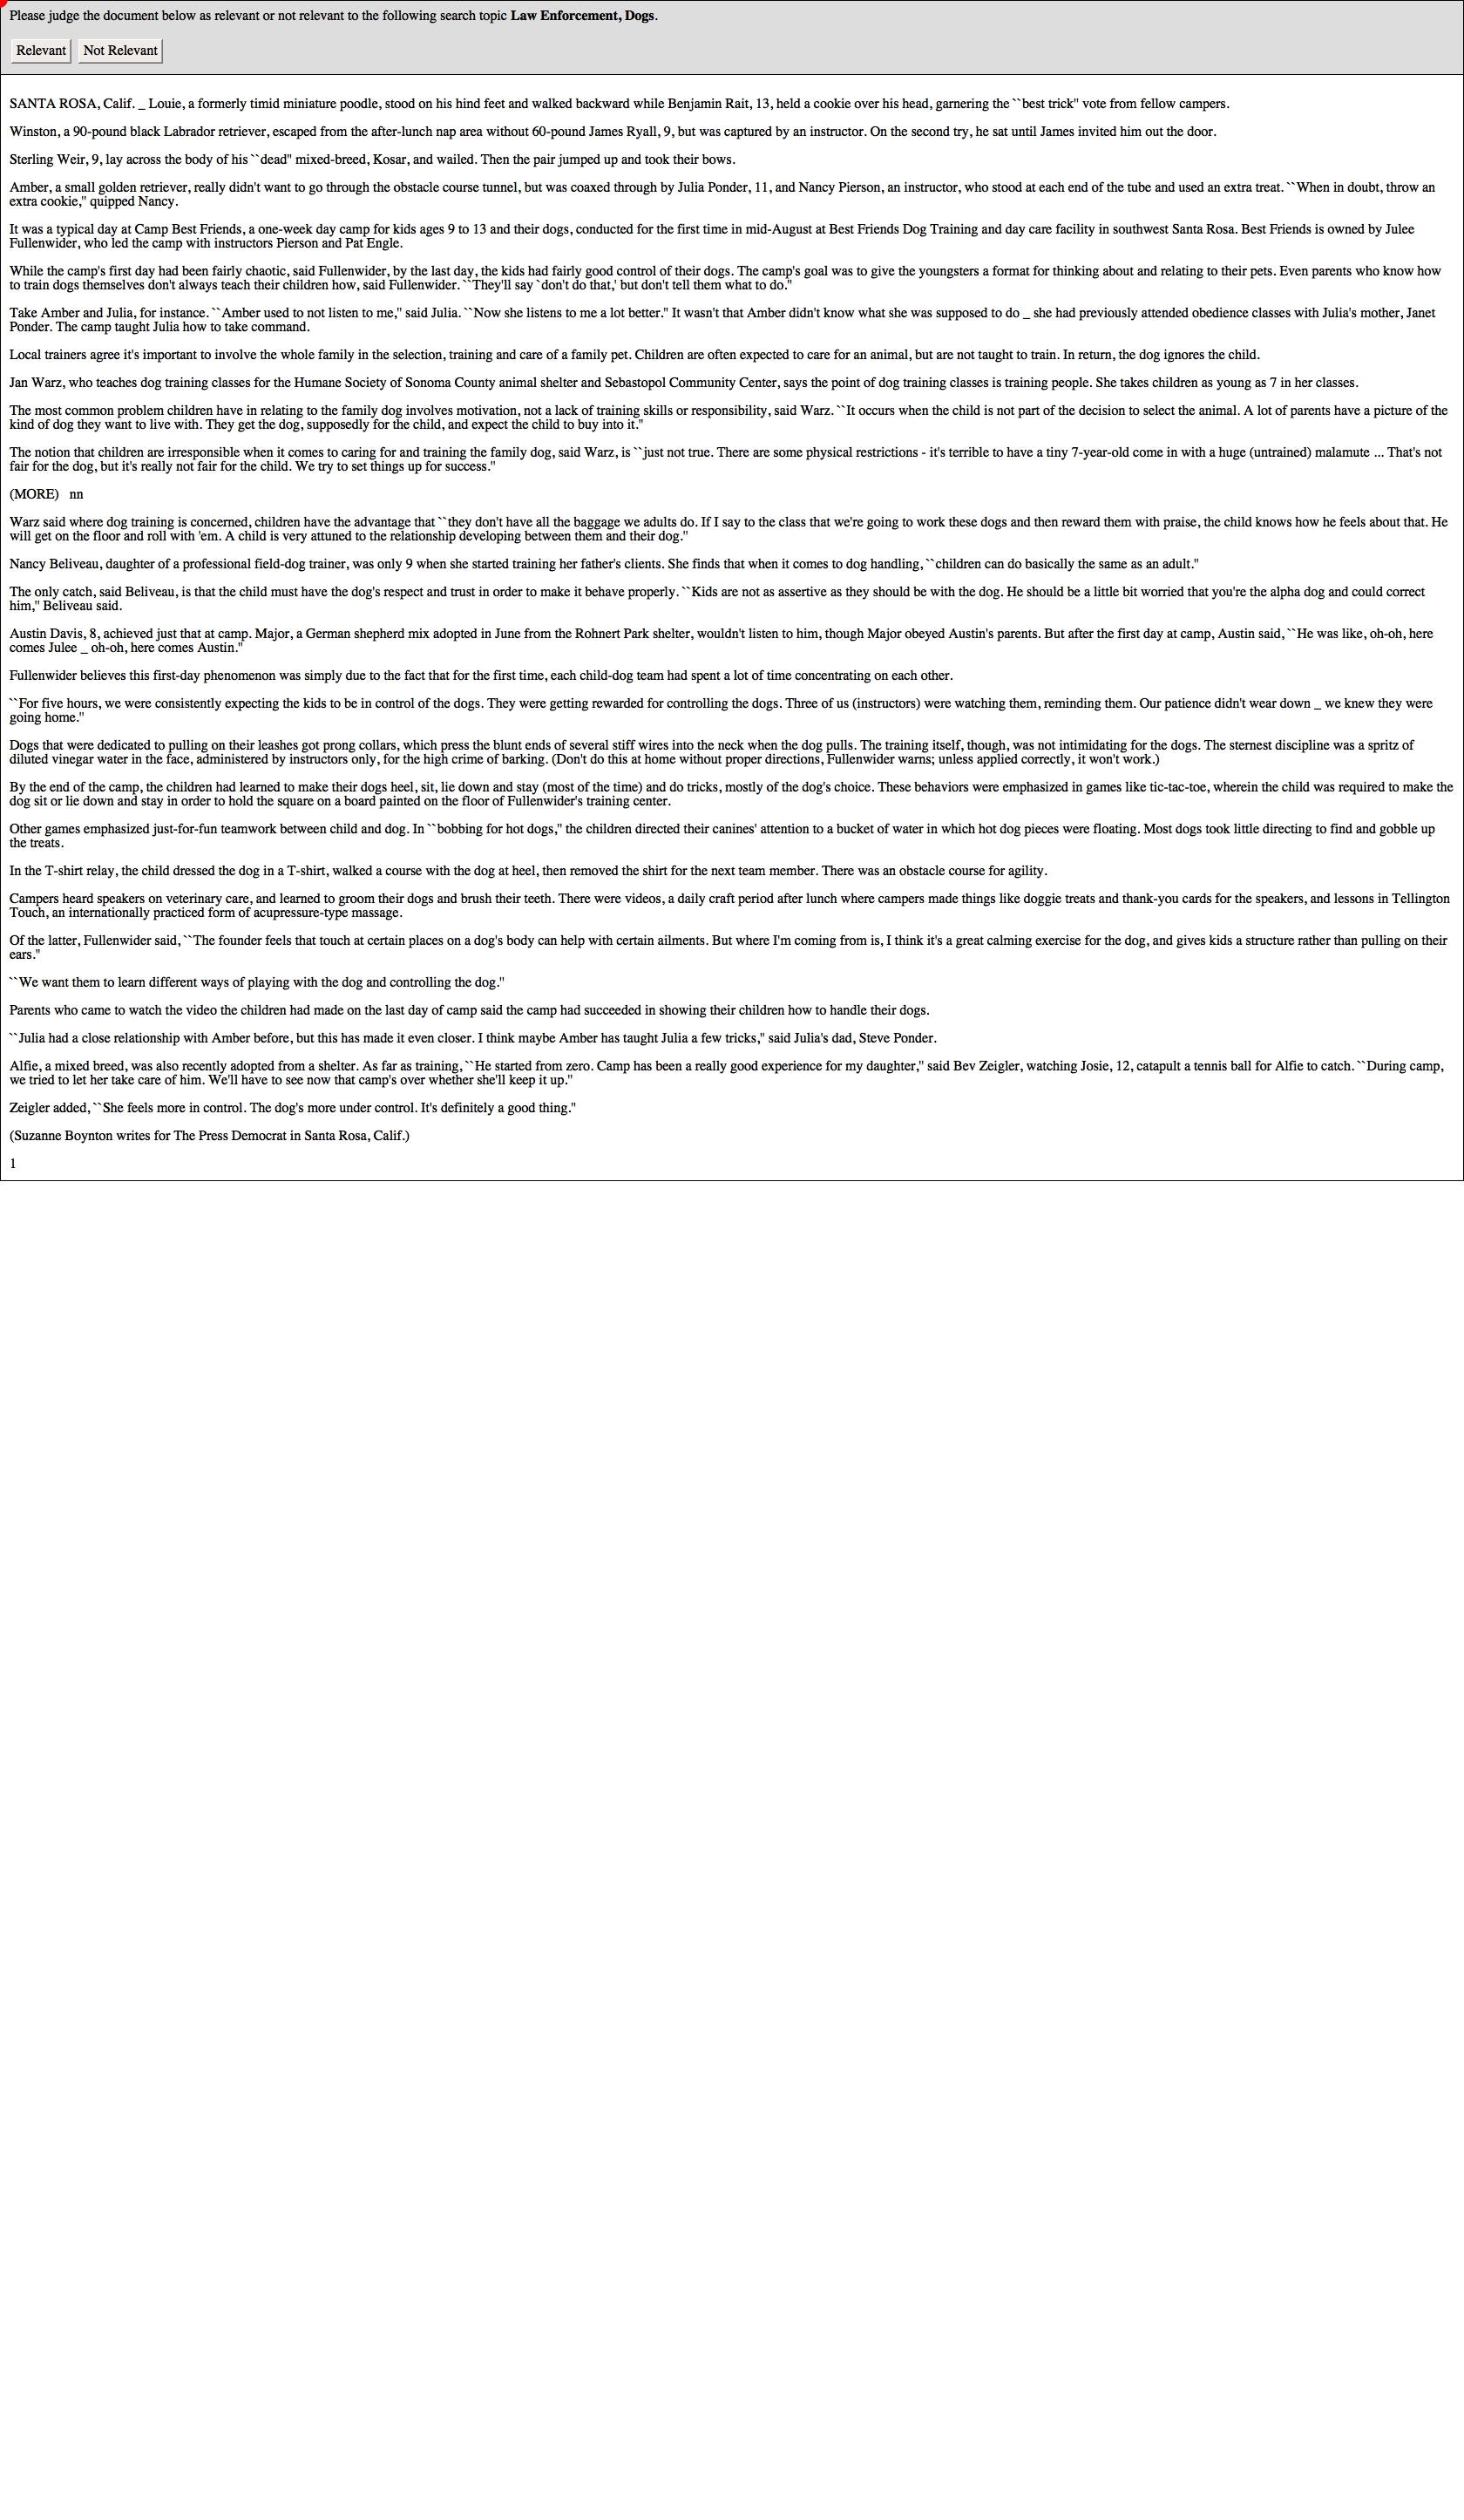 Please judge the document below as relevant or not relevant to the following search topic Law Enforcement, Dogs.
Relevant Not Relevant
SANTA ROSA, Calif. _ Louie, a formerly timid miniature poodle, stood on his hind feet and walked backward while Benjamin Rait, 13, held a cookie over his head, garnering the ``best trick'' vote from fellow campers.
Winston, a 90-pound black Labrador retriever, escaped from the after-lunch nap area without 60-pound James Ryall, 9, but was captured by an instructor. On the second try, he sat until James invited him out the door.
Sterling Weir, 9, lay across the body of his ``dead'' mixed-breed, Kosar, and wailed. Then the pair jumped up and took their bows.
Amber, a small golden retriever, really didn't want to go through the obstacle course tunnel, but was coaxed through by Julia Ponder, 11, and Nancy Pierson, an instructor, who stood at each end of the tube and used an extra treat. ``When in doubt, throw an
extra cookie,'' quipped Nancy.
It was a typical day at Camp Best Friends, a one-week day camp for kids ages 9 to 13 and their dogs, conducted for the first time in mid-August at Best Friends Dog Training and day care facility in southwest Santa Rosa. Best Friends is owned by Julee
Fullenwider, who led the camp with instructors Pierson and Pat Engle.
While the camp's first day had been fairly chaotic, said Fullenwider, by the last day, the kids had fairly good control of their dogs. The camp's goal was to give the youngsters a format for thinking about and relating to their pets. Even parents who know how
to train dogs themselves don't always teach their children how, said Fullenwider. ``They'll say `don't do that,' but don't tell them what to do.''
Take Amber and Julia, for instance. ``Amber used to not listen to me,'' said Julia. ``Now she listens to me a lot better.'' It wasn't that Amber didn't know what she was supposed to do _ she had previously attended obedience classes with Julia's mother, Janet
Ponder. The camp taught Julia how to take command.
Local trainers agree it's important to involve the whole family in the selection, training and care of a family pet. Children are often expected to care for an animal, but are not taught to train. In return, the dog ignores the child.
Jan Warz, who teaches dog training classes for the Humane Society of Sonoma County animal shelter and Sebastopol Community Center, says the point of dog training classes is training people. She takes children as young as 7 in her classes.
The most common problem children have in relating to the family dog involves motivation, not a lack of training skills or responsibility, said Warz. ``It occurs when the child is not part of the decision to select the animal. A lot of parents have a picture of the
kind of dog they want to live with. They get the dog, supposedly for the child, and expect the child to buy into it.''
The notion that children are irresponsible when it comes to caring for and training the family dog, said Warz, is ``just not true. There are some physical restrictions - it's terrible to have a tiny 7-year-old come in with a huge (untrained) malamute ... That's not
fair for the dog, but it's really not fair for the child. We try to set things up for success.''
(MORE) nn
Warz said where dog training is concerned, children have the advantage that ``they don't have all the baggage we adults do. If I say to the class that we're going to work these dogs and then reward them with praise, the child knows how he feels about that. He
will get on the floor and roll with 'em. A child is very attuned to the relationship developing between them and their dog.''
Nancy Beliveau, daughter of a professional field-dog trainer, was only 9 when she started training her father's clients. She finds that when it comes to dog handling, ``children can do basically the same as an adult.''
The only catch, said Beliveau, is that the child must have the dog's respect and trust in order to make it behave properly. ``Kids are not as assertive as they should be with the dog. He should be a little bit worried that you're the alpha dog and could correct
him,'' Beliveau said.
Austin Davis, 8, achieved just that at camp. Major, a German shepherd mix adopted in June from the Rohnert Park shelter, wouldn't listen to him, though Major obeyed Austin's parents. But after the first day at camp, Austin said, ``He was like, oh-oh, here
comes Julee _ oh-oh, here comes Austin.''
Fullenwider believes this first-day phenomenon was simply due to the fact that for the first time, each child-dog team had spent a lot of time concentrating on each other.
``For five hours, we were consistently expecting the kids to be in control of the dogs. They were getting rewarded for controlling the dogs. Three of us (instructors) were watching them, reminding them. Our patience didn't wear down _ we knew they were
going home.''
Dogs that were dedicated to pulling on their leashes got prong collars, which press the blunt ends of several stiff wires into the neck when the dog pulls. The training itself, though, was not intimidating for the dogs. The sternest discipline was a spritz of
diluted vinegar water in the face, administered by instructors only, for the high crime of barking. (Don't do this at home without proper directions, Fullenwider warns; unless applied correctly, it won't work.)
By the end of the camp, the children had learned to make their dogs heel, sit, lie down and stay (most of the time) and do tricks, mostly of the dog's choice. These behaviors were emphasized in games like tic-tac-toe, wherein the child was required to make the
dog sit or lie down and stay in order to hold the square on a board painted on the floor of Fullenwider's training center.
Other games emphasized just-for-fun teamwork between child and dog. In ``bobbing for hot dogs,'' the children directed their canines' attention to a bucket of water in which hot dog pieces were floating. Most dogs took little directing to find and gobble up
the treats.
In the T-shirt relay, the child dressed the dog in a T-shirt, walked a course with the dog at heel, then removed the shirt for the next team member. There was an obstacle course for agility.
Campers heard speakers on veterinary care, and learned to groom their dogs and brush their teeth. There were videos, a daily craft period after lunch where campers made things like doggie treats and thank-you cards for the speakers, and lessons in Tellington
Touch, an internationally practiced form of acupressure-type massage.
Of the latter, Fullenwider said, ``The founder feels that touch at certain places on a dog's body can help with certain ailments. But where I'm coming from is, I think it's a great calming exercise for the dog, and gives kids a structure rather than pulling on their
ears.''
``We want them to learn different ways of playing with the dog and controlling the dog.''
Parents who came to watch the video the children had made on the last day of camp said the camp had succeeded in showing their children how to handle their dogs.
``Julia had a close relationship with Amber before, but this has made it even closer. I think maybe Amber has taught Julia a few tricks,'' said Julia's dad, Steve Ponder.
Alfie, a mixed breed, was also recently adopted from a shelter. As far as training, ``He started from zero. Camp has been a really good experience for my daughter,'' said Bev Zeigler, watching Josie, 12, catapult a tennis ball for Alfie to catch. ``During camp,
we tried to let her take care of him. We'll have to see now that camp's over whether she'll keep it up.''
Zeigler added, ``She feels more in control. The dog's more under control. It's definitely a good thing.''
(Suzanne Boynton writes for The Press Democrat in Santa Rosa, Calif.)
1